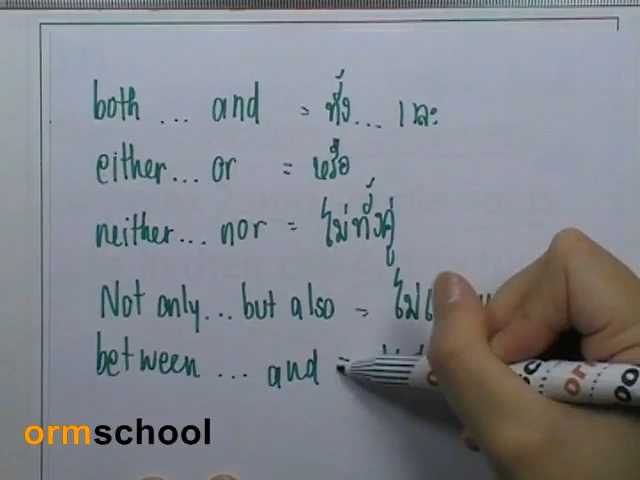 both ... and = ทั้ง... และ
either... or = หรือ
neither... nor = ไม่ทั้งคู่
Not only... but also =
between ... and =
ormschool